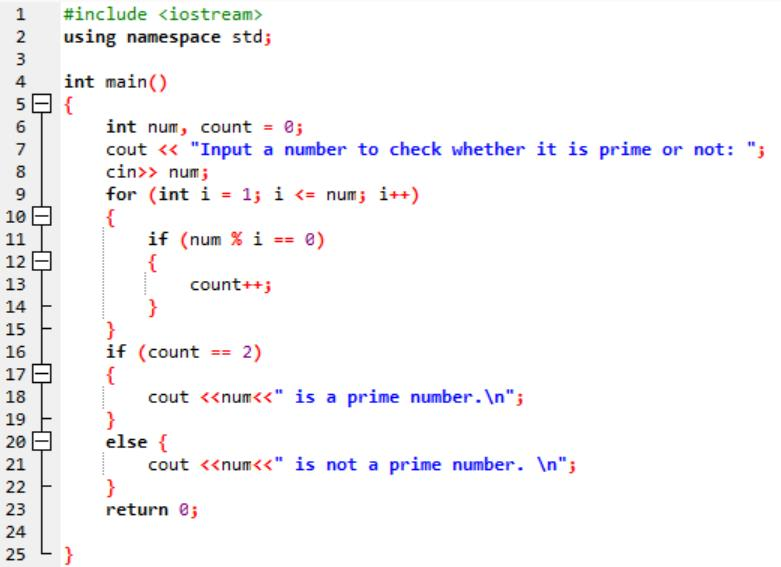 1 #include <iostream>
2 using namespace std;
3
4 int main()
5 {
6 int num, count = 0;
7 cout << "Input a number to check whether it is prime or not: ";
8 cin>> num;
9 for (int i = 1; i <= num; i++)
10 {
11 if (num % i == 0)
12 {
13 count++;
14 }
15 }
16 if (count == 2)
17 {
18 cout <<num<<" is a prime number.\n";
19 }
20 else {
21 cout <<num<<" is not a prime number. \n";
22 }
23 return 0;
24
25 }